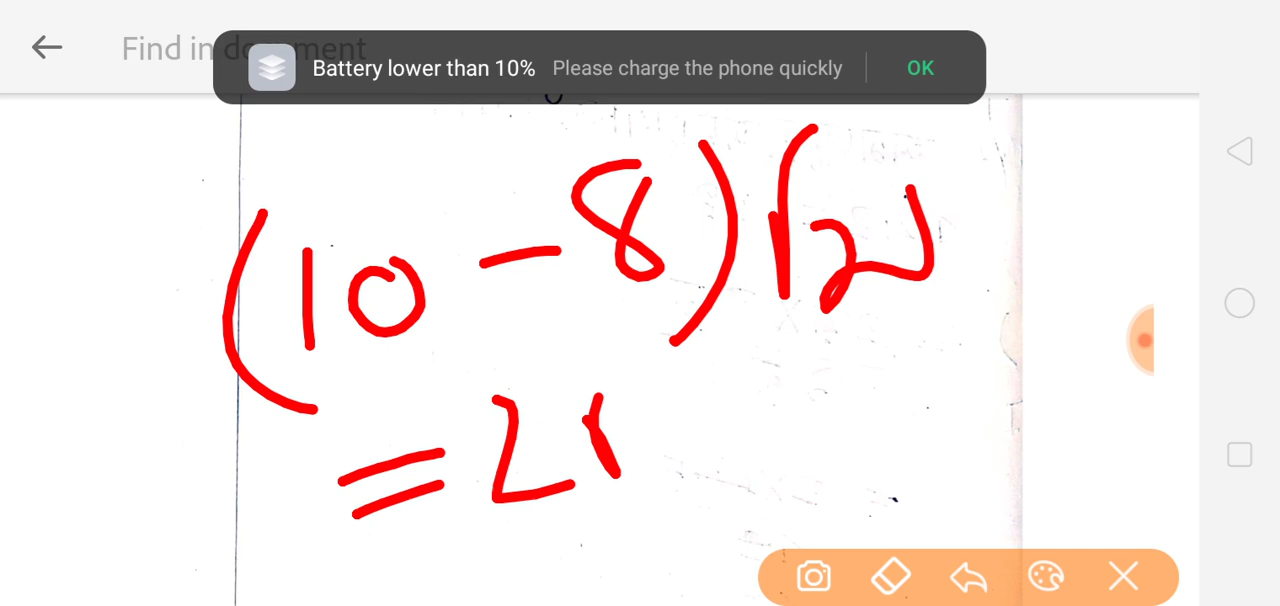 Find in document
Battery lower than 10% Please charge the phone quickly OK
(10 - 8) (2)
= 2